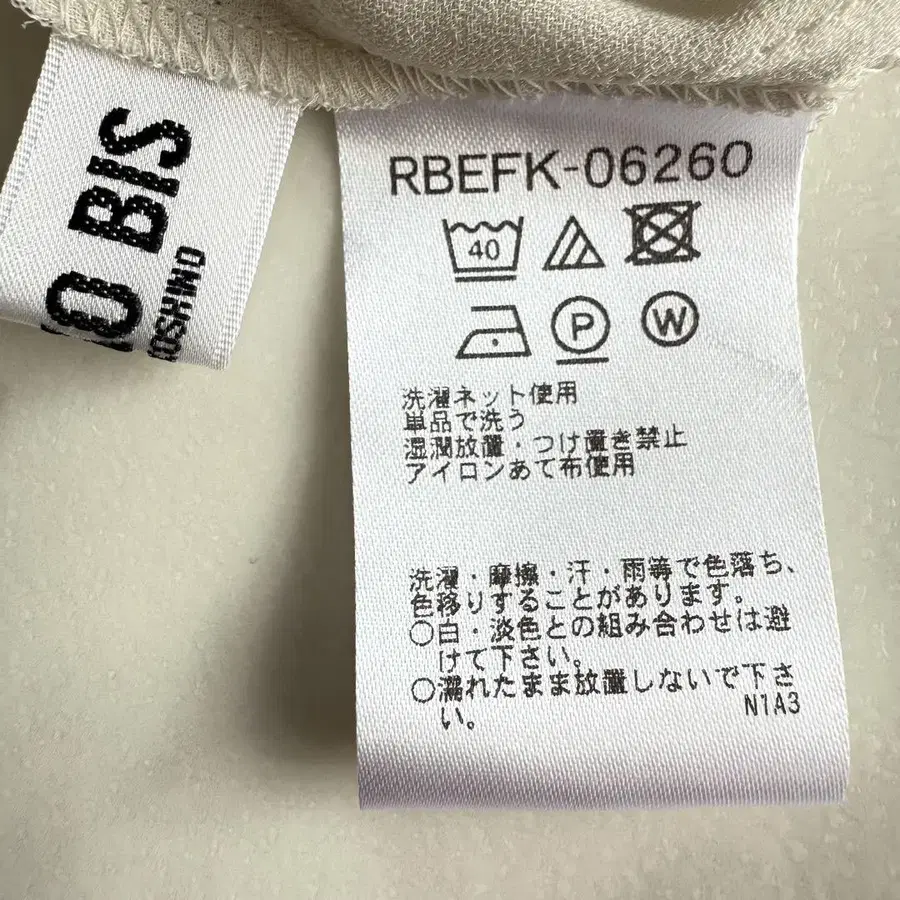 BIS
RBEFK-06260
40
P
W
洗濯ネット使用
単品で洗う
湿潤放置・つけ置き禁止
アイロンあて布使用
洗濯・摩擦・汗・雨等で色落ち、
色移りすることがあります。
○白・淡色との組み合わせは避
けて下さい。
○濡れたまま放置しないで下さ
い。
N1A3